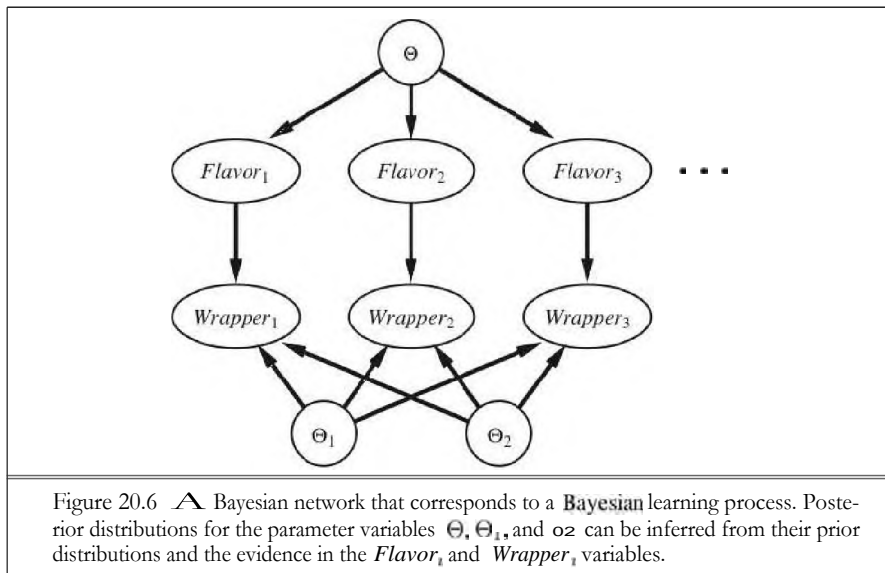 Θ
Flavor₁ Flavor₂ Flavor₃ ...
Wrapper₁ Wrapper₂ Wrapper₃
Θ₁ Θ₂
Figure 20.6 A Bayesian network that corresponds to a Bayesian learning process. Poste-
rior distributions for the parameter variables Θ, Θ₁, and o2 can be inferred from their prior
distributions and the evidence in the Flavorᵢ and Wrapperᵢ variables.